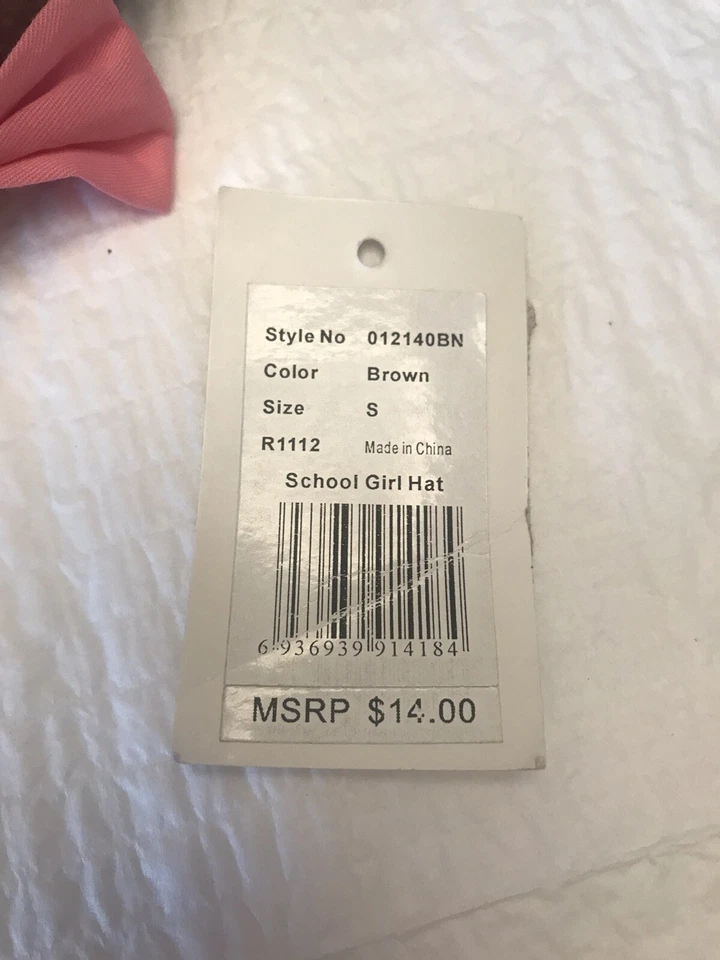 Style No 012140BN
Color Brown
Size S
R1112 Made in China
School Girl Hat
6 936939 914184
MSRP $14.00